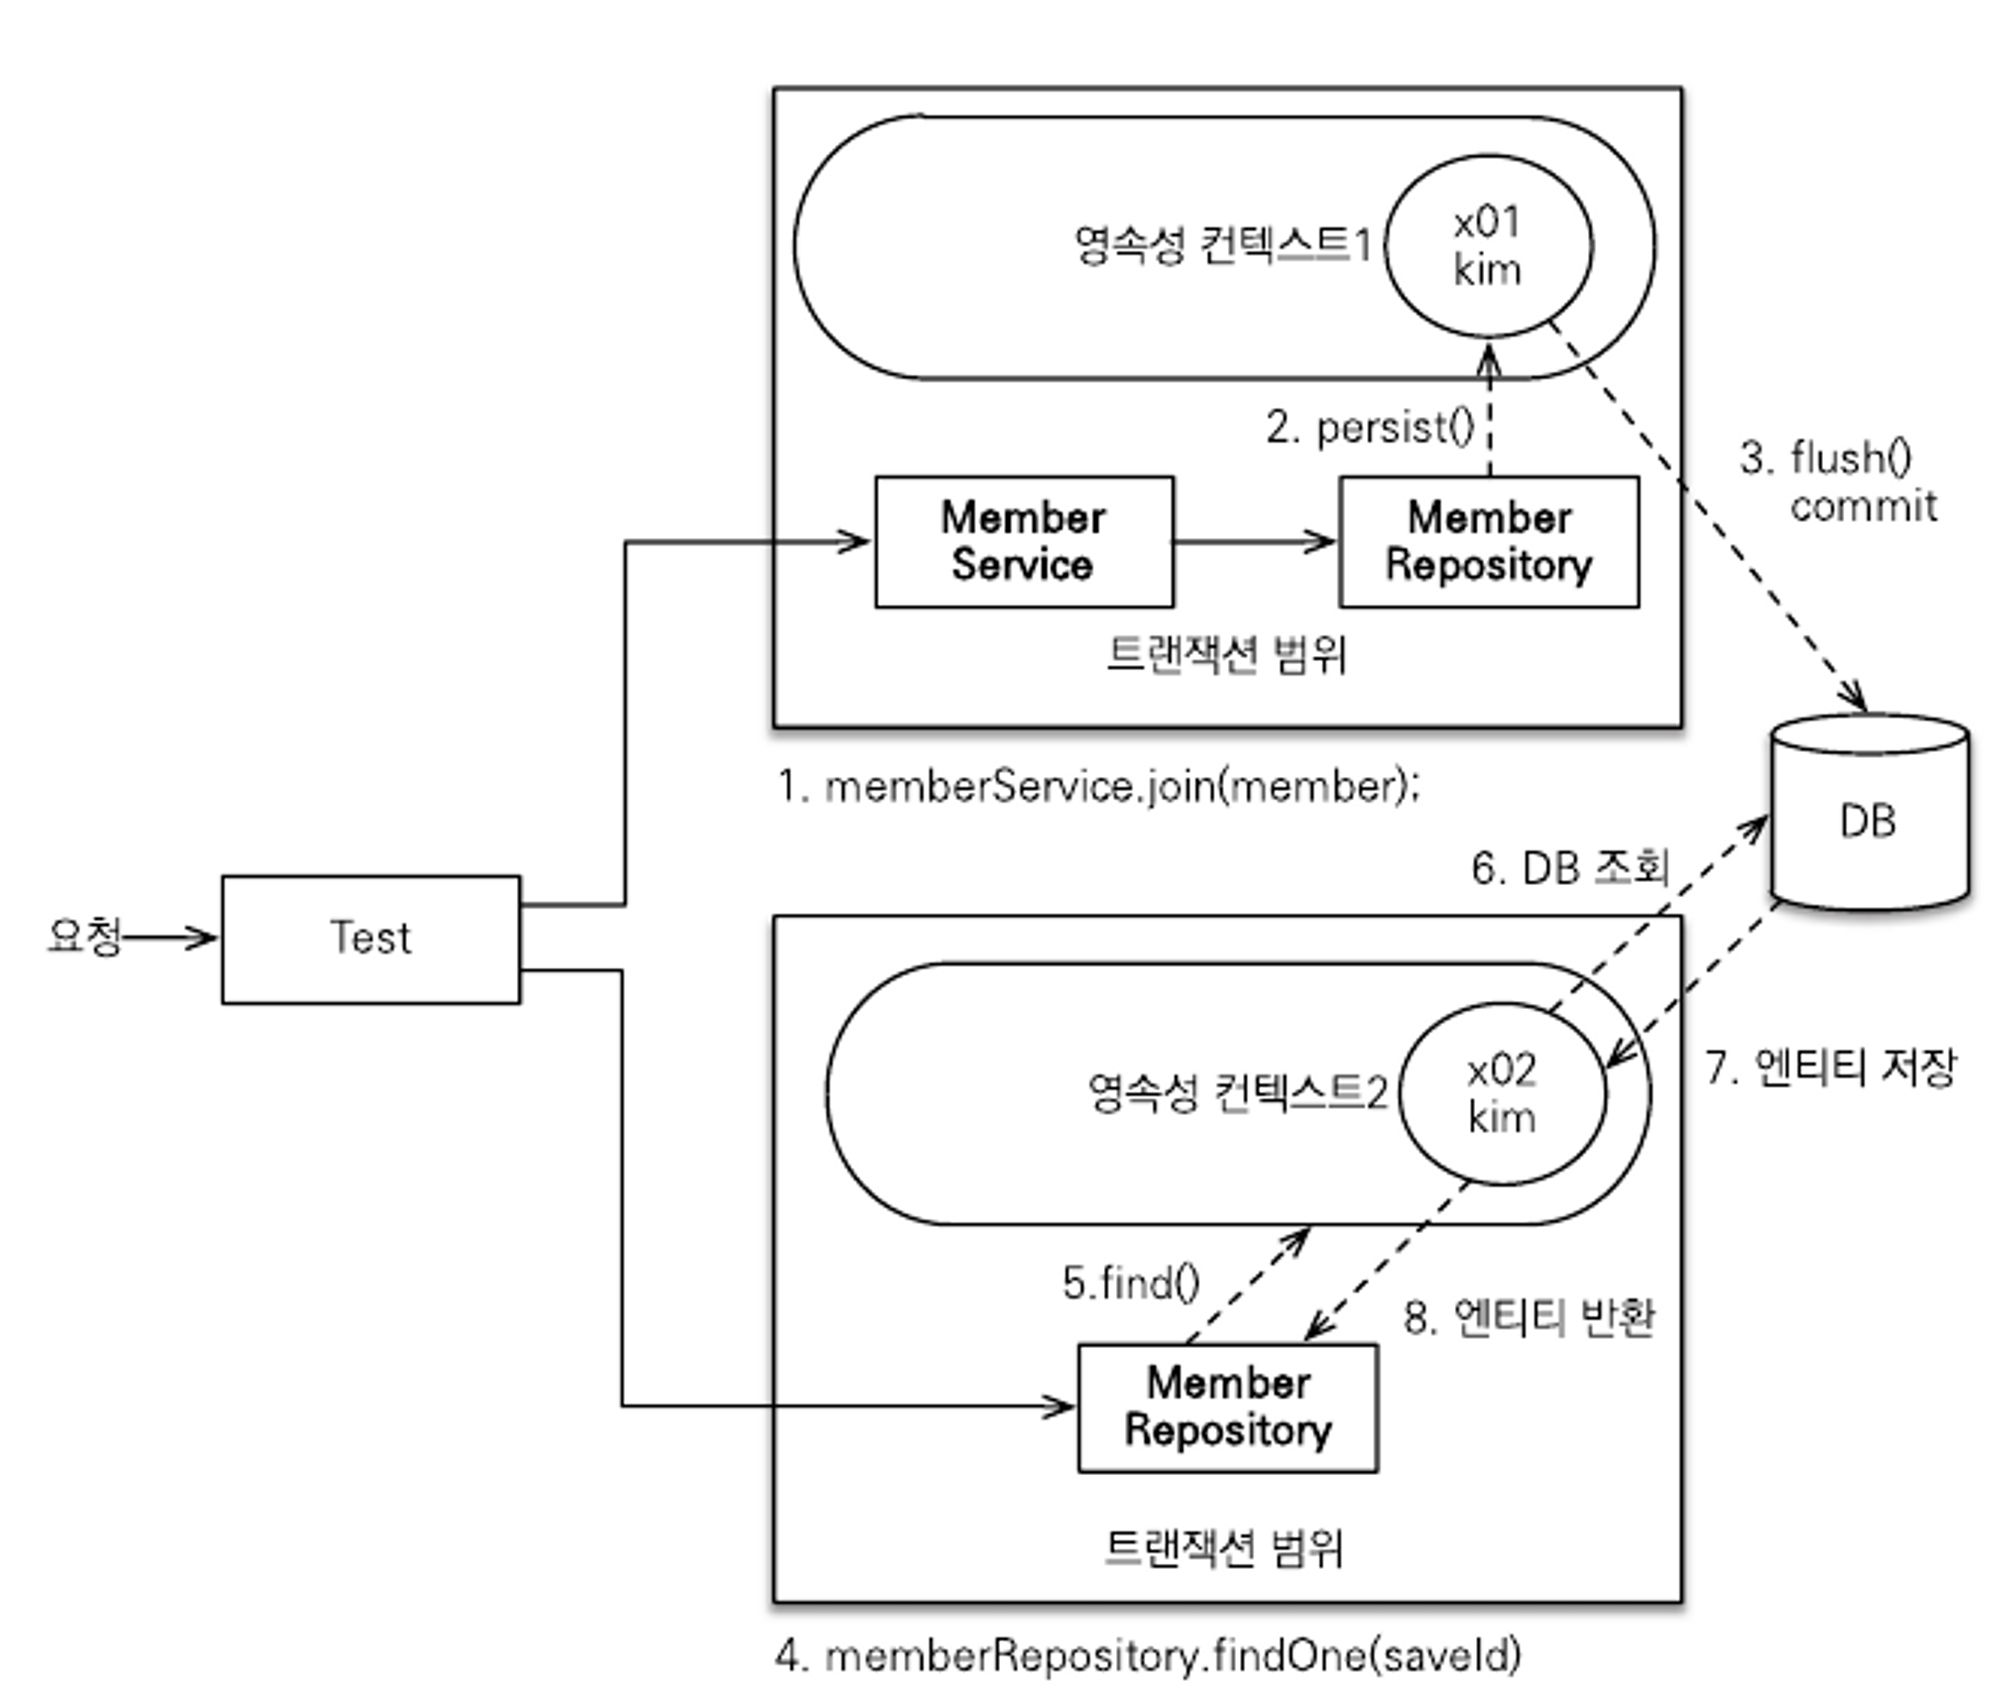 영속성 컨텍스트1
x01
kim
2. persist()
3. flush()
commit
Member
Service
Member
Repository
트랜잭션 범위
1. memberService.join(member);
DB
6. DB 조회
요청
Test
영속성 컨텍스트2
x02
kim
7. 엔티티 저장
5.find()
8. 엔티티 반환
Member
Repository
트랜잭션 범위
4. memberRepository.findOne(saveId)